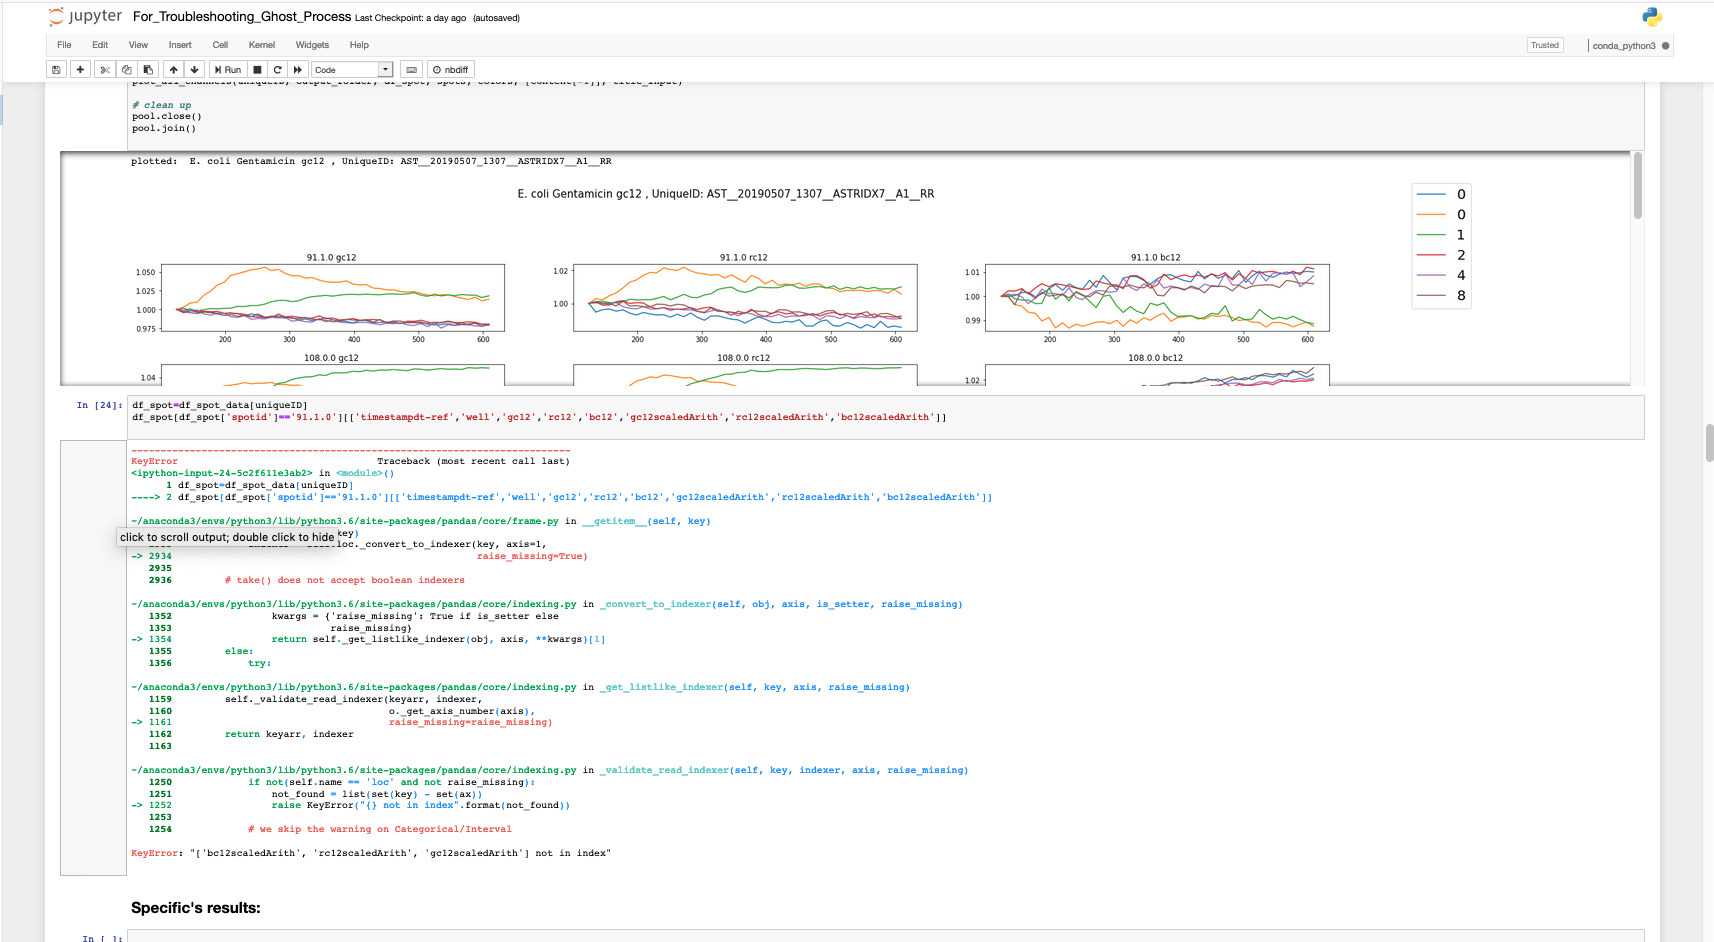 jupyter For_Troubleshooting_Ghost_Process Last Checkpoint: a day ago (autosaved)
File Edit View Insert Cell Kernel Widgets Help Trusted conda_python3
Run Code nbdiff
# clean up
pool.close()
pool.join()
plotted: E. coli Gentamicin gc12 , UniqueID: AST__20190507_1307__ASTRIDX7__A1__RR
E. coli Gentamicin gc12 , UniqueID: AST__20190507_1307__ASTRIDX7__A1__RR
0
0
1
2
4
8
91.1.0 gc12
1.050
1.025
1.000
0.975
200 300 400 500 600
91.1.0 rc12
1.02
1.00
200 300 400 500 600
91.1.0 bc12
1.01
1.00
0.99
200 300 400 500 600
108.0.0 gc12
1.04
108.0.0 rc12
108.0.0 bc12
1.02
In [24]: df_spot=df_spot_data[uniqueID]
df_spot[df_spot['spotid']=='91.1.0'][['timestampdt-ref','well','gc12','rc12','bc12','gc12scaledArith','rc12scaledArith','bc12scaledArith']]
---------------------------------------------------------------------------
KeyError Traceback (most recent call last)
<ipython-input-24-5c2f611e3ab2> in <module>()
1 df_spot=df_spot_data[uniqueID]
----> 2 df_spot[df_spot['spotid']=='91.1.0'][['timestampdt-ref','well','gc12','rc12','bc12','gc12scaledArith','rc12scaledArith','bc12scaledArith']]
~/anaconda3/envs/python3/lib/python3.6/site-packages/pandas/core/frame.py in __getitem__(self, key)
click to scroll output; double click to hide key)
loc._convert_to_indexer(key, axis=1,
-> 2934 raise_missing=True)
2935
2936 # take() does not accept boolean indexers
~/anaconda3/envs/python3/lib/python3.6/site-packages/pandas/core/indexing.py in _convert_to_indexer(self, obj, axis, is_setter, raise_missing)
1352 kwargs = {'raise_missing': True if is_setter else
1353 raise_missing}
-> 1354 return self._get_listlike_indexer(obj, axis, **kwargs)[1]
1355 else:
1356 try:
~/anaconda3/envs/python3/lib/python3.6/site-packages/pandas/core/indexing.py in _get_listlike_indexer(self, key, axis, raise_missing)
1159 self._validate_read_indexer(keyarr, indexer,
1160 o._get_axis_number(axis),
-> 1161 raise_missing=raise_missing)
1162 return keyarr, indexer
1163
~/anaconda3/envs/python3/lib/python3.6/site-packages/pandas/core/indexing.py in _validate_read_indexer(self, key, indexer, axis, raise_missing)
1250 if not(self.name == 'loc' and not raise_missing):
1251 not_found = list(set(key) - set(ax))
-> 1252 raise KeyError("{} not in index".format(not_found))
1253
1254 # we skip the warning on Categorical/Interval
KeyError: "['bc12scaledArith', 'rc12scaledArith', 'gc12scaledArith'] not in index"
Specific's results:
In [ ]: